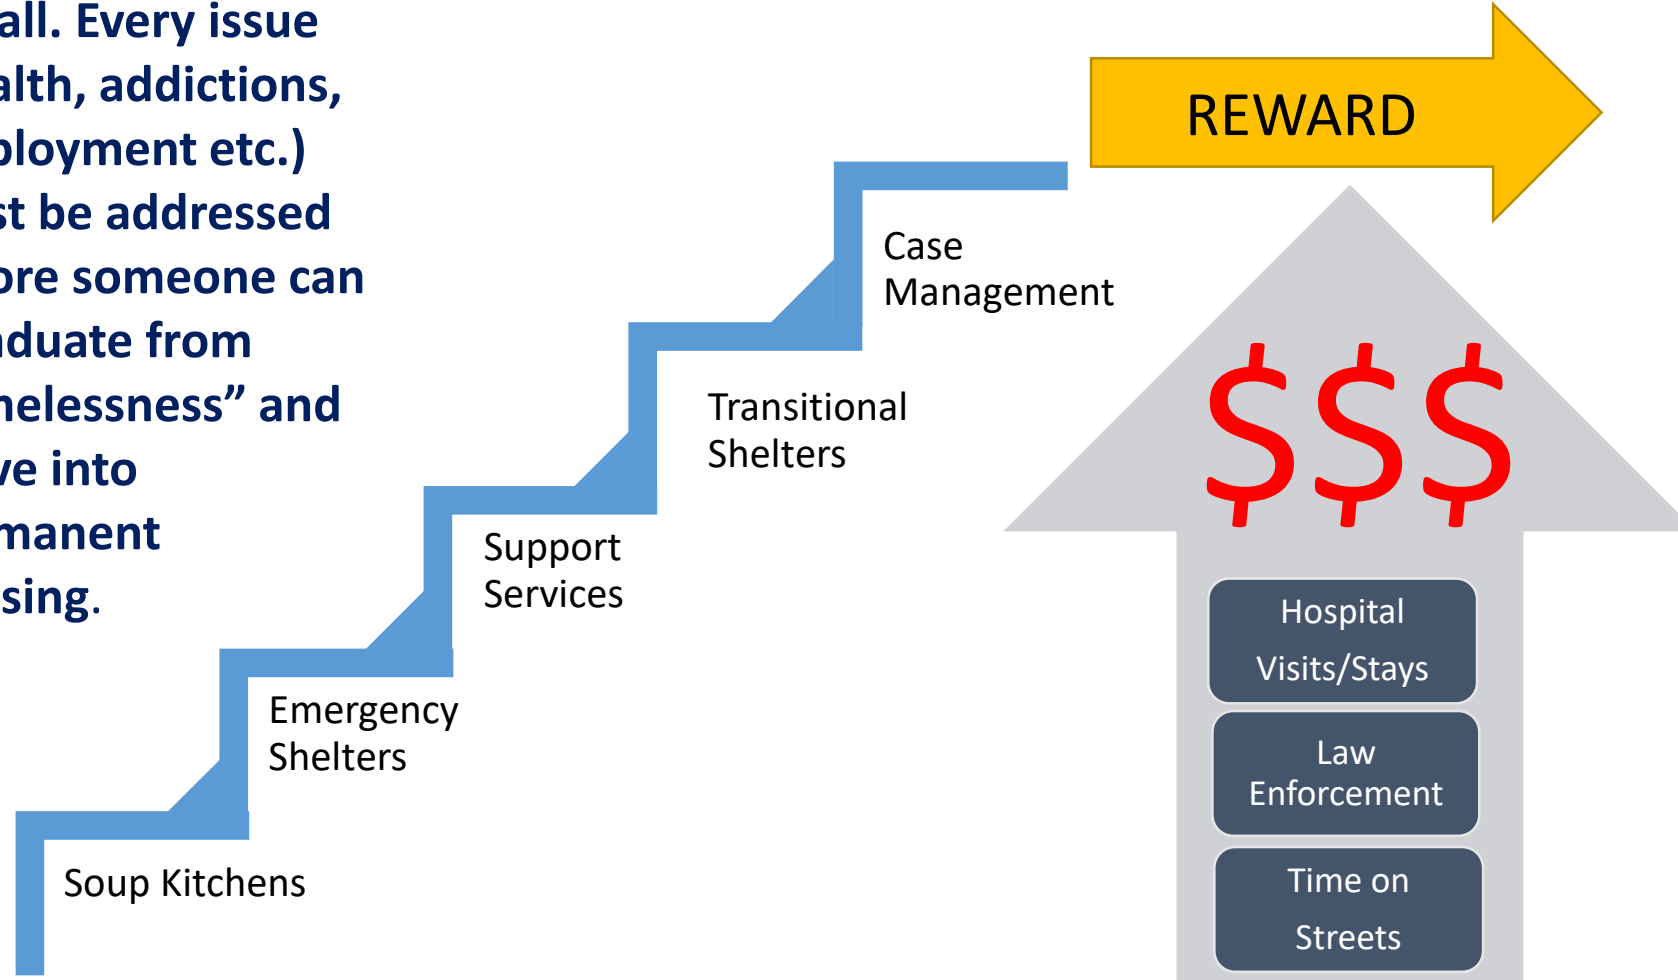 all. Every issue
alth, addictions,
ployment etc.)
st be addressed
ore someone can
aduate from
nelessness” and
ve into
manent
sing.
REWARD
Case
Management
Transitional
Shelters
Support
Services
Emergency
Shelters
Soup Kitchens
$$$
Hospital
Visits/Stays
Law
Enforcement
Time on
Streets